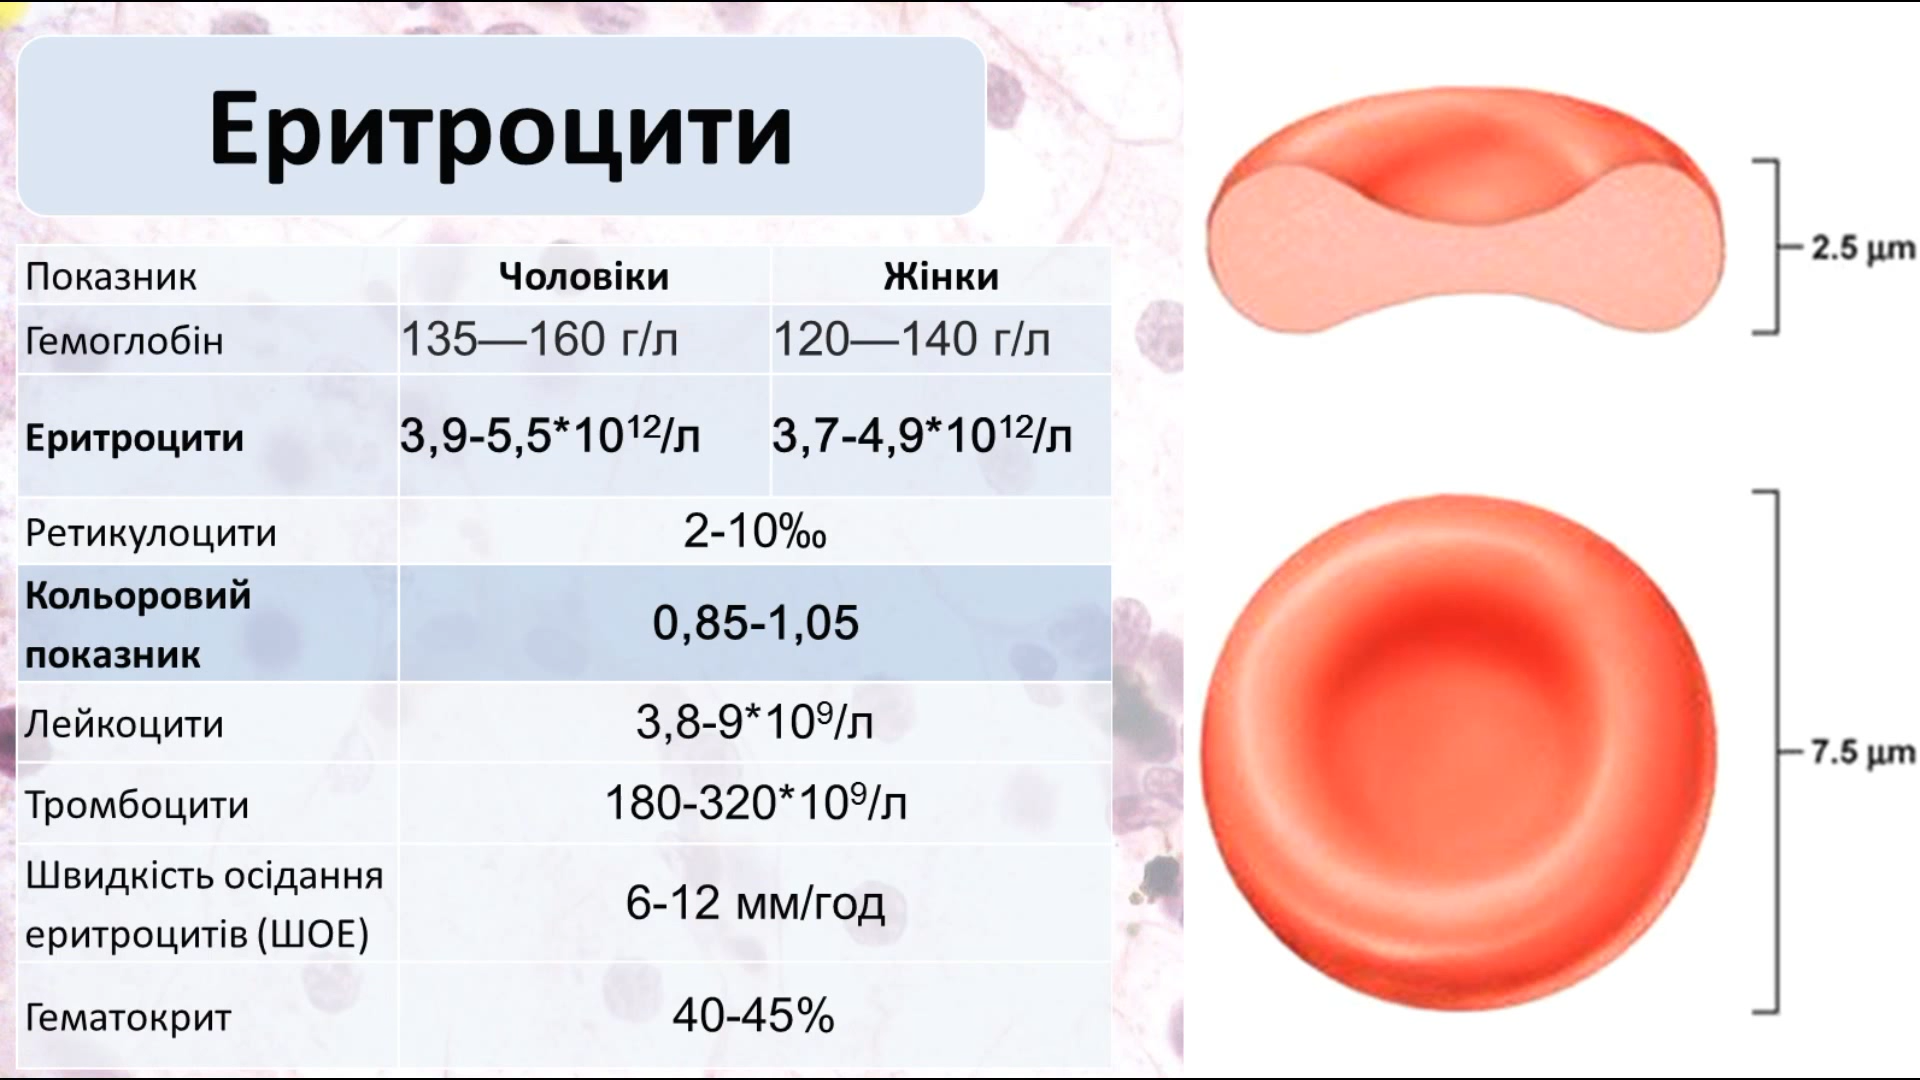 Еритроцити
Показник Чоловіки Жінки
Гемоглобін 135—160 г/л 120—140 г/л
Еритроцити 3,9-5,5*10¹²/л 3,7-4,9*10¹²/л
Ретикулоцити 2-10‰
Кольоровий
показник 0,85-1,05
Лейкоцити 3,8-9*10⁹/л
Тромбоцити 180-320*10⁹/л
Швидкість осідання
еритроцитів (ШОЕ) 6-12 мм/год
Гематокрит 40-45%
2.5 µm
7.5 µm